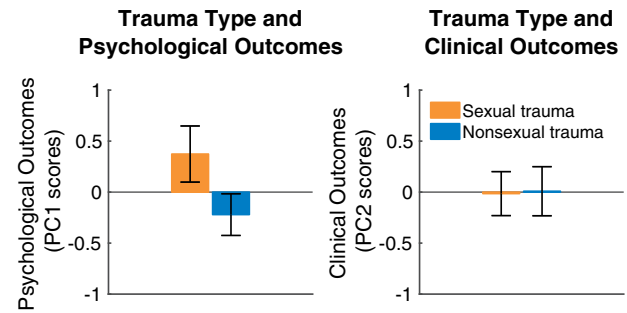 Trauma Type and
Psychological Outcomes
Psychological Outcomes
(PC1 scores)
1
0.5
0
-0.5
-1
Trauma Type and
Clinical Outcomes
Clinical Outcomes
(PC2 scores)
1
0.5
0
-0.5
-1
Sexual trauma
Nonsexual trauma